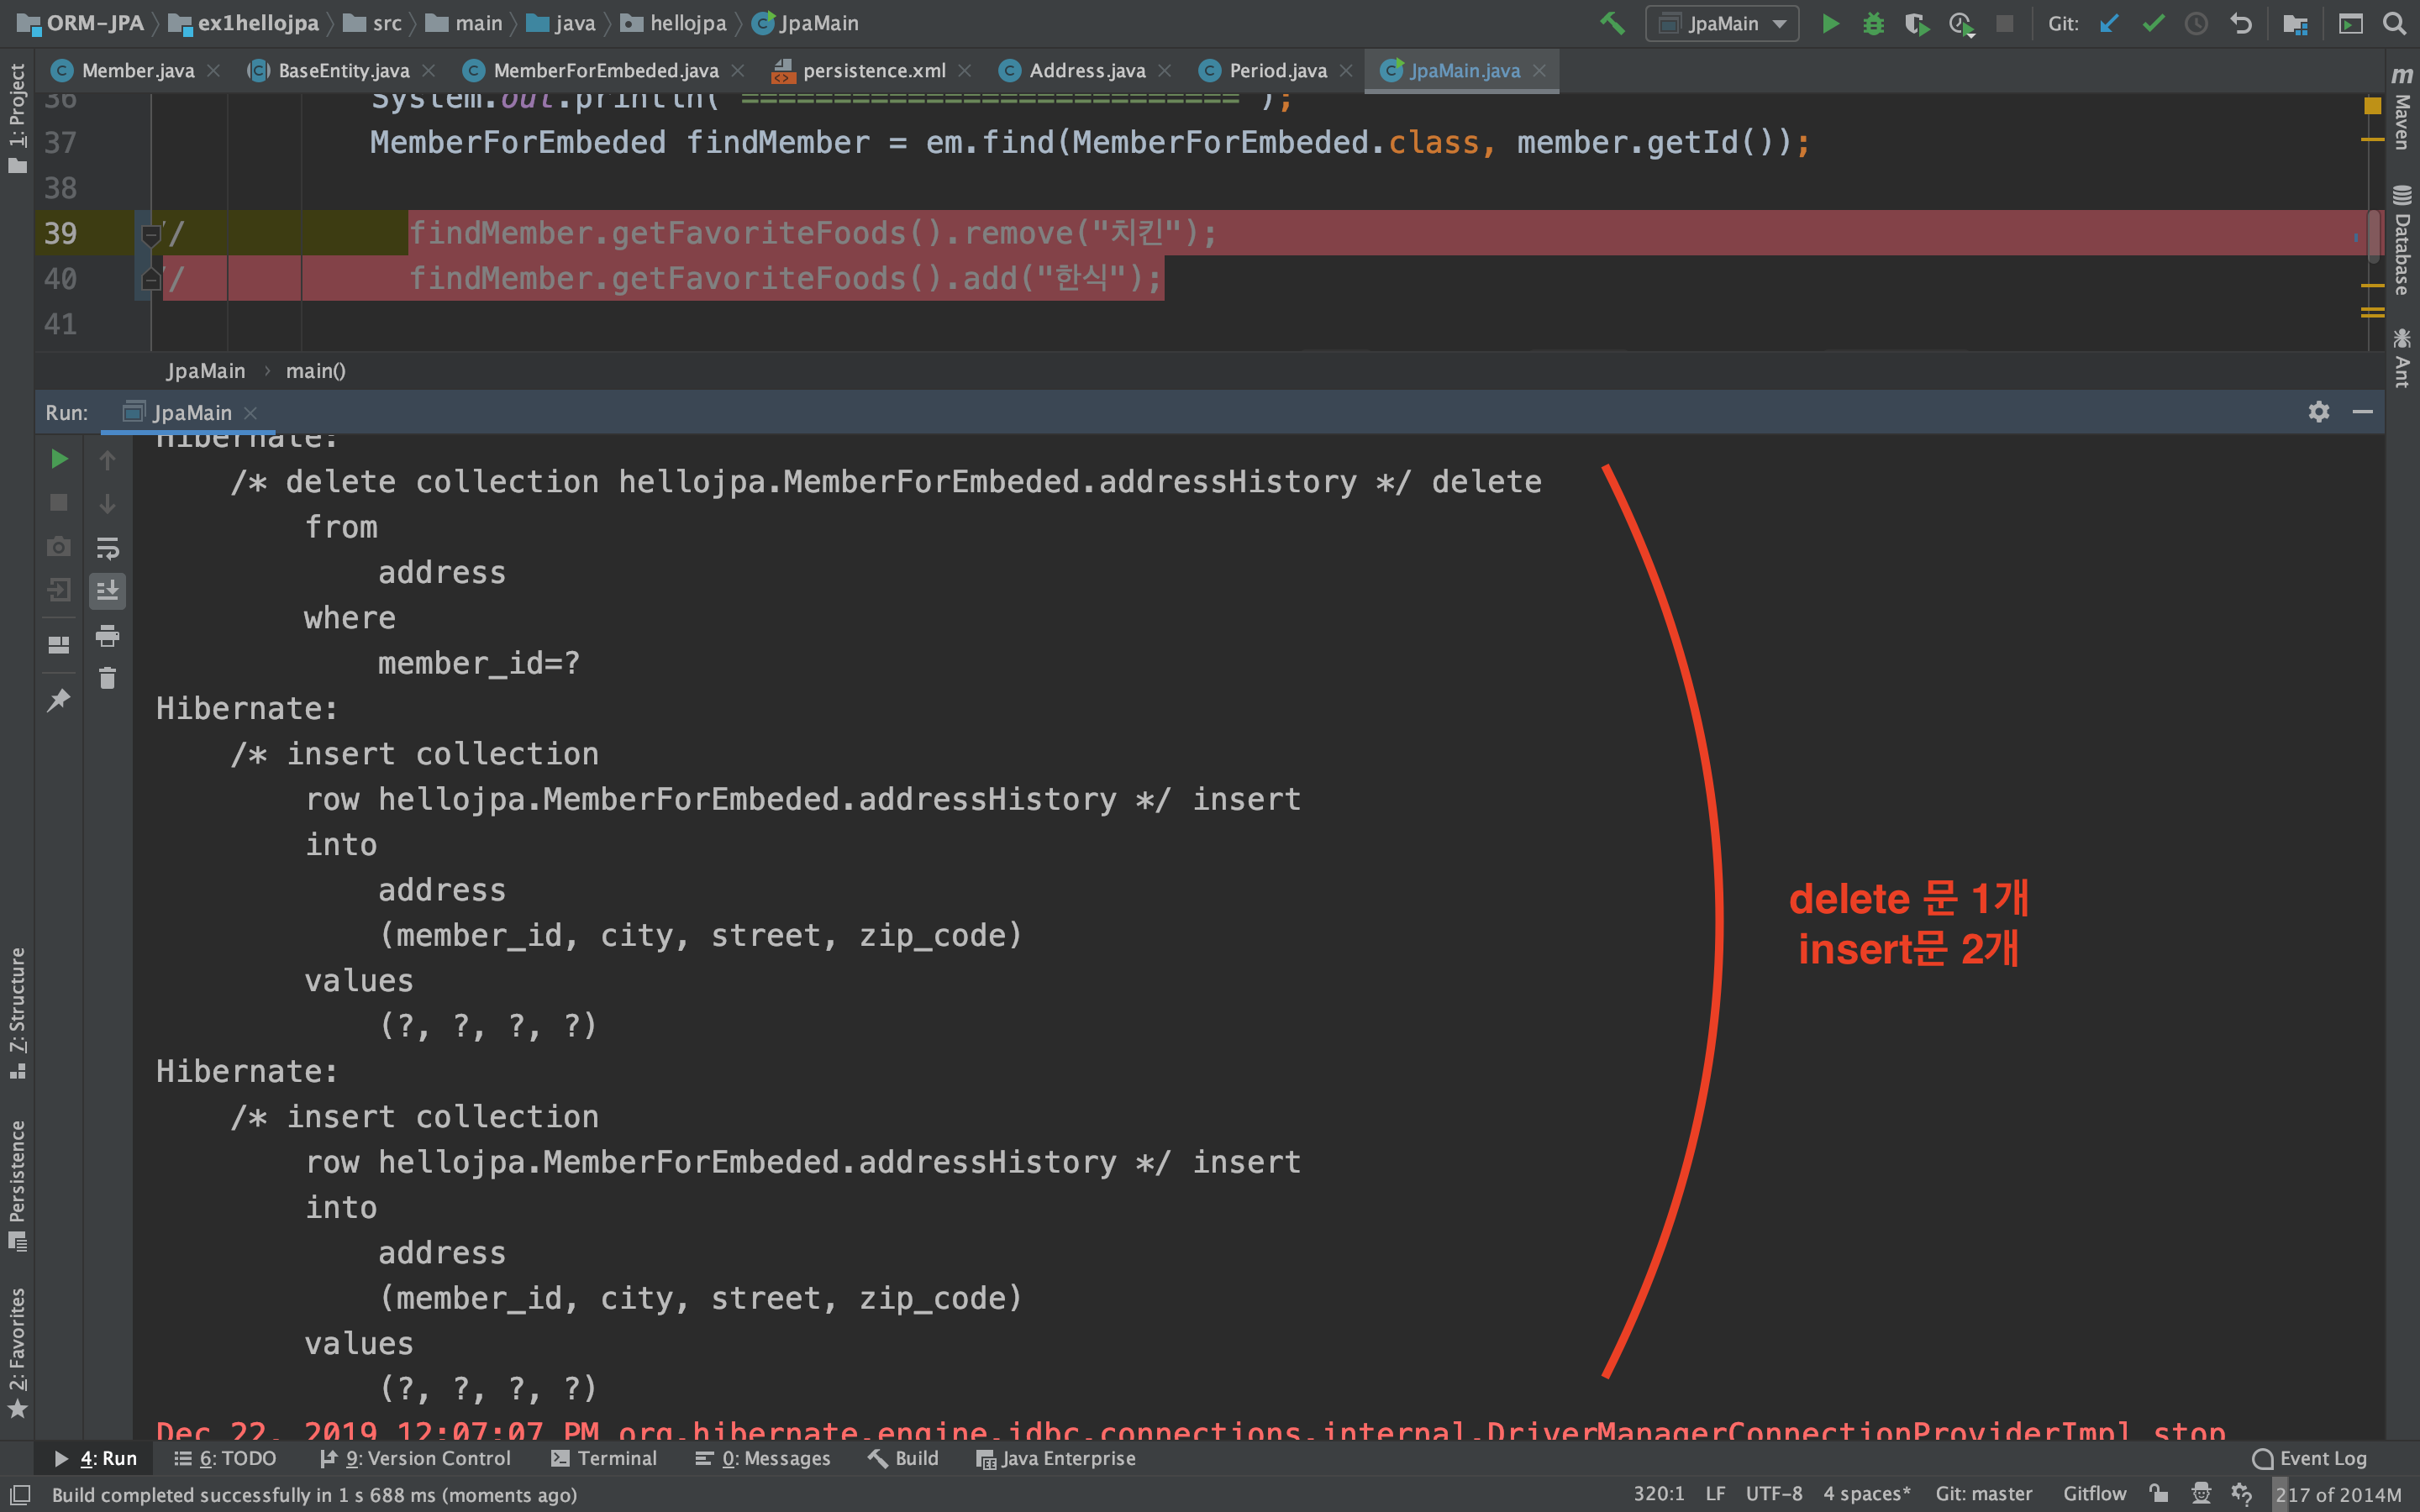 ORM-JPA ex1hellojpa src main java hellojpa JpaMain
JpaMain Git:
Member.java BaseEntity.java MemberForEmbeded.java persistence.xml Address.java Period.java JpaMain.java
1: Project
Maven
Database
Ant
36 System.out.println("===========================");
37 MemberForEmbeded findMember = em.find(MemberForEmbeded.class, member.getId());
38
39 // findMember.getFavoriteFoods().remove("치킨");
40 // findMember.getFavoriteFoods().add("한식");
41
JpaMain main()
Run: JpaMain
Hibernate:
/* delete collection hellojpa.MemberForEmbeded.addressHistory */ delete
from
address
where
member_id=?
Hibernate:
/* insert collection
row hellojpa.MemberForEmbeded.addressHistory */ insert
into
address
(member_id, city, street, zip_code)
values
(?, ?, ?, ?)
Hibernate:
/* insert collection
row hellojpa.MemberForEmbeded.addressHistory */ insert
into
address
(member_id, city, street, zip_code)
values
(?, ?, ?, ?)
Dec 22, 2019 12:07:07 PM org.hibernate.engine.jdbc.connections.internal.DriverManagerConnectionProviderImpl stop
delete 문 1개
insert문 2개
7: Structure
Persistence
2: Favorites
4: Run 6: TODO 9: Version Control Terminal 0: Messages Build Java Enterprise Event Log
Build completed successfully in 1 s 688 ms (moments ago) 320:1 LF UTF-8 4 spaces* Git: master Gitflow 217 of 2014M